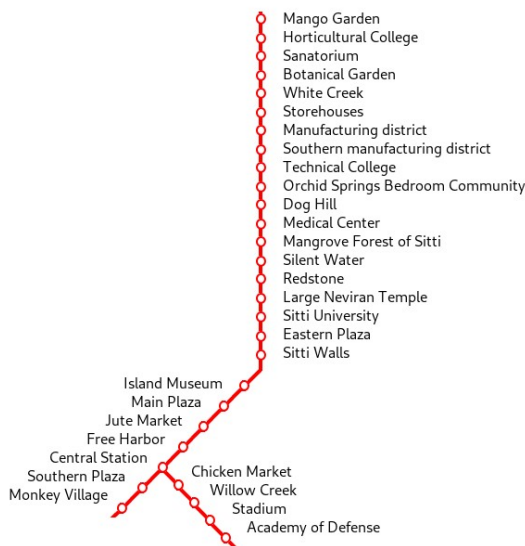 Mango Garden
Horticultural College
Sanatorium
Botanical Garden
White Creek
Storehouses
Manufacturing district
Southern manufacturing district
Technical College
Orchid Springs Bedroom Community
Dog Hill
Medical Center
Mangrove Forest of Sitti
Silent Water
Redstone
Large Neviran Temple
Sitti University
Eastern Plaza
Sitti Walls
Island Museum
Main Plaza
Jute Market
Free Harbor
Central Station
Southern Plaza
Monkey Village
Chicken Market
Willow Creek
Stadium
Academy of Defense